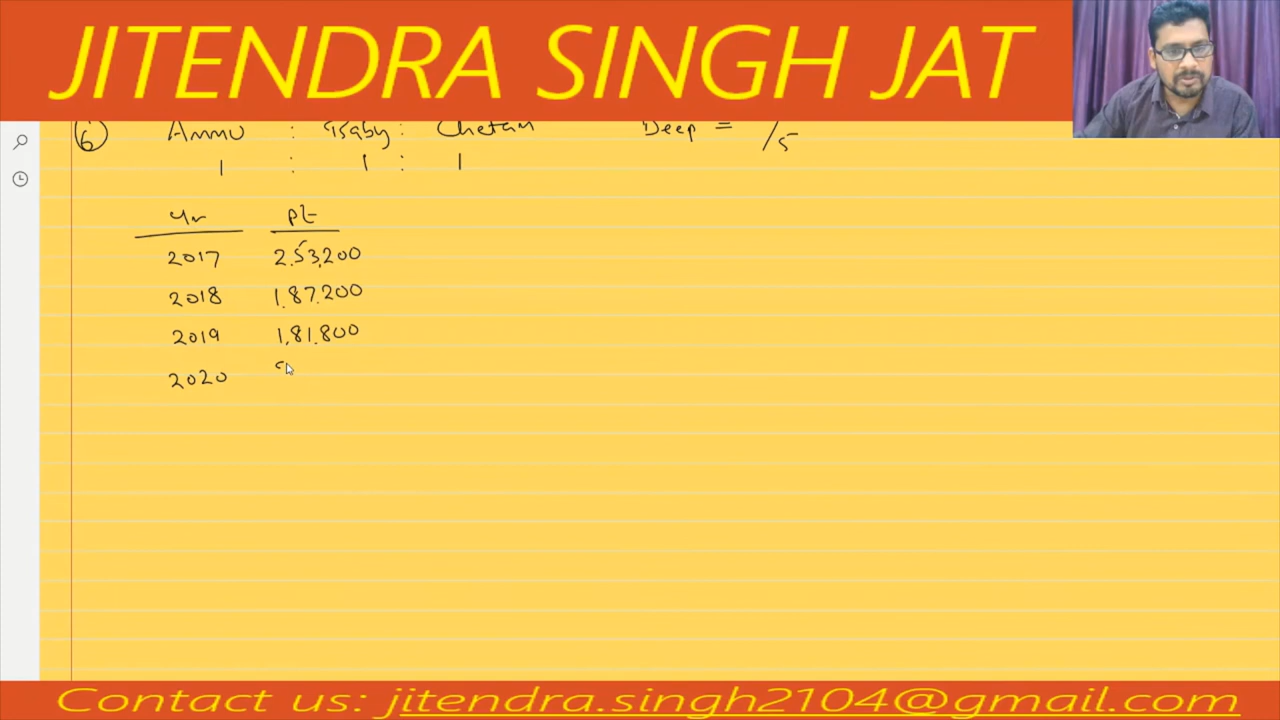 JITENDRA SINGH JAT
6 Ammu : Baby : Chetan Deep = /5
1 : 1 : 1
Yr Pt
2017 2,53,200
2018 1,87,200
2019 1,81,800
2020
Contact us: jitendra.singh2104@gmail.com